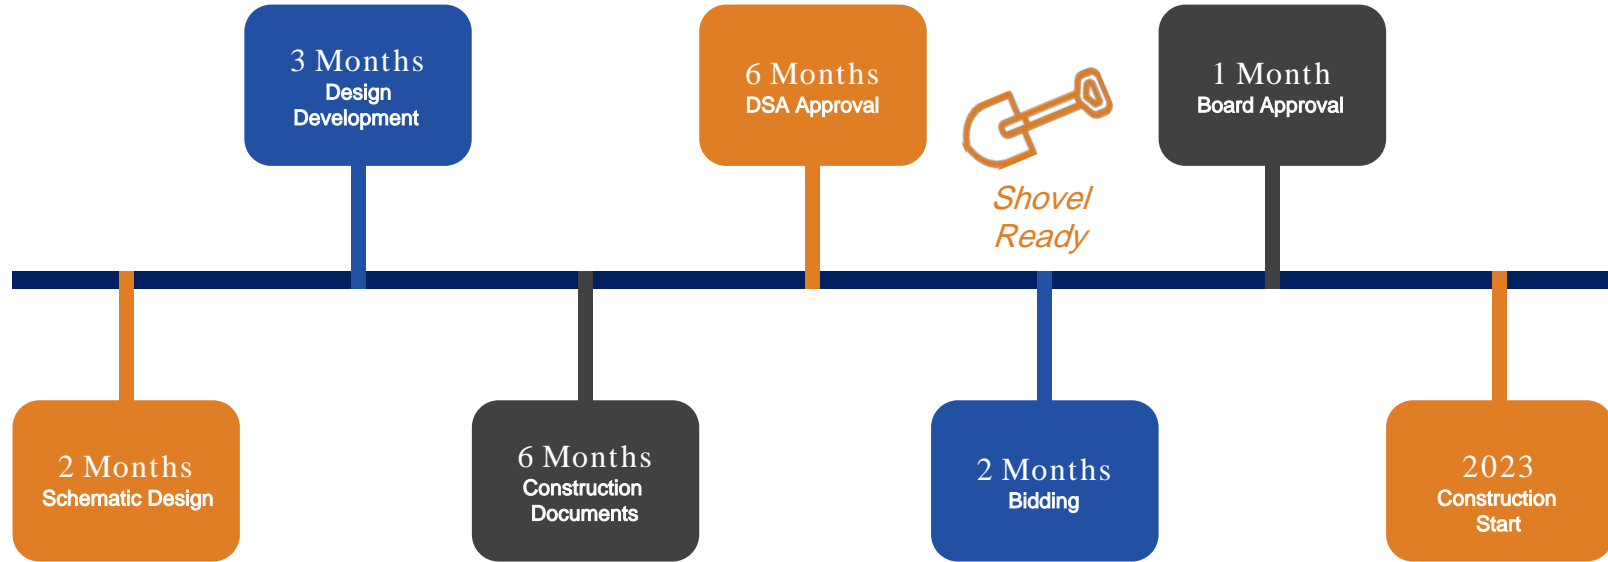 2 Months
Schematic Design
3 Months
Design
Development
6 Months
Construction
Documents
6 Months
DSA Approval
Shovel
Ready
2 Months
Bidding
1 Month
Board Approval
2023
Construction
Start